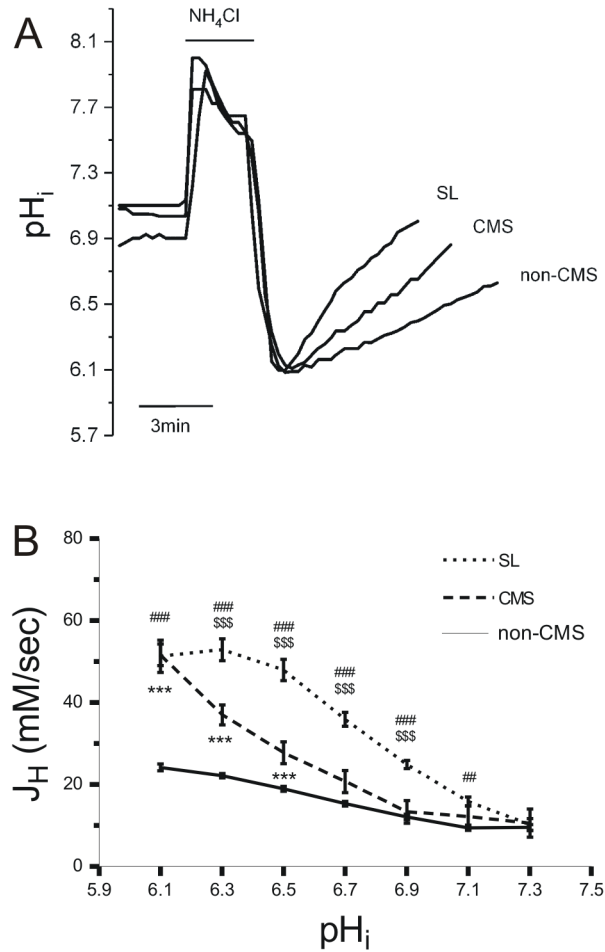 A
NH₄Cl
8.1
7.7
7.3
6.9
6.5
6.1
5.7
pHᵢ
SL
CMS
non-CMS
3min
B
80
60
40
20
0
J_H (mM/sec)
SL
CMS
non-CMS
###
***
###
$$$
***
###
$$$
***
###
$$$
###
$$$
##
5.9 6.1 6.3 6.5 6.7 6.9 7.1 7.3 7.5
pHᵢ